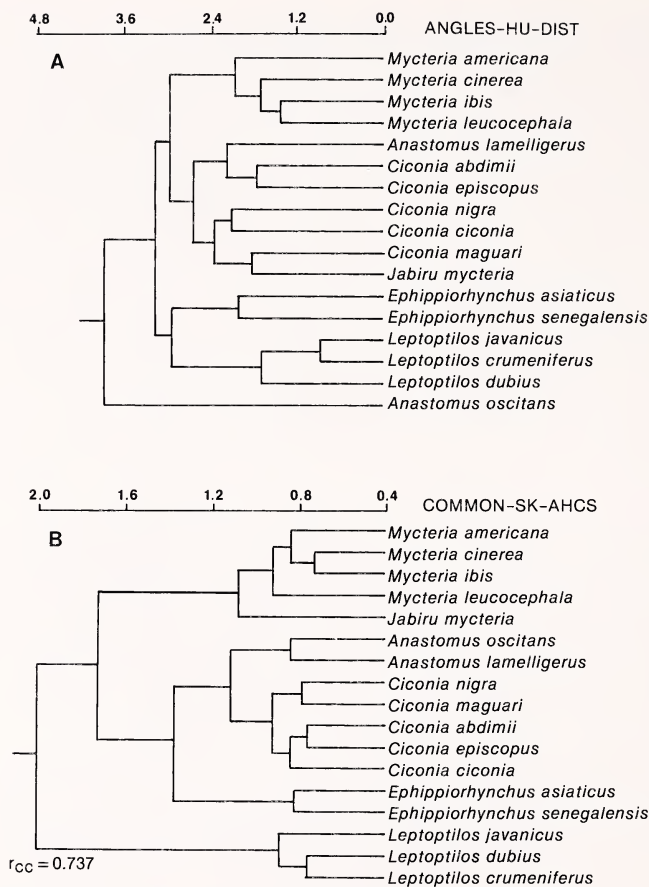 4.8 3.6 2.4 1.2 0.0 ANGLES-HU-DIST
A
Mycteria americana
Mycteria cinerea
Mycteria ibis
Mycteria leucocephala
Anastomus lamelligerus
Ciconia abdimii
Ciconia episcopus
Ciconia nigra
Ciconia ciconia
Ciconia maguari
Jabiru mycteria
Ephippiorhynchus asiaticus
Ephippiorhynchus senegalensis
Leptoptilos javanicus
Leptoptilos crumeniferus
Leptoptilos dubius
Anastomus oscitans
2.0 1.6 1.2 0.8 0.4 COMMON-SK-AHCS
B
Mycteria americana
Mycteria cinerea
Mycteria ibis
Mycteria leucocephala
Jabiru mycteria
Anastomus oscitans
Anastomus lamelligerus
Ciconia nigra
Ciconia maguari
Ciconia abdimii
Ciconia episcopus
Ciconia ciconia
Ephippiorhynchus asiaticus
Ephippiorhynchus senegalensis
Leptoptilos javanicus
Leptoptilos dubius
Leptoptilos crumeniferus
rcc = 0.737